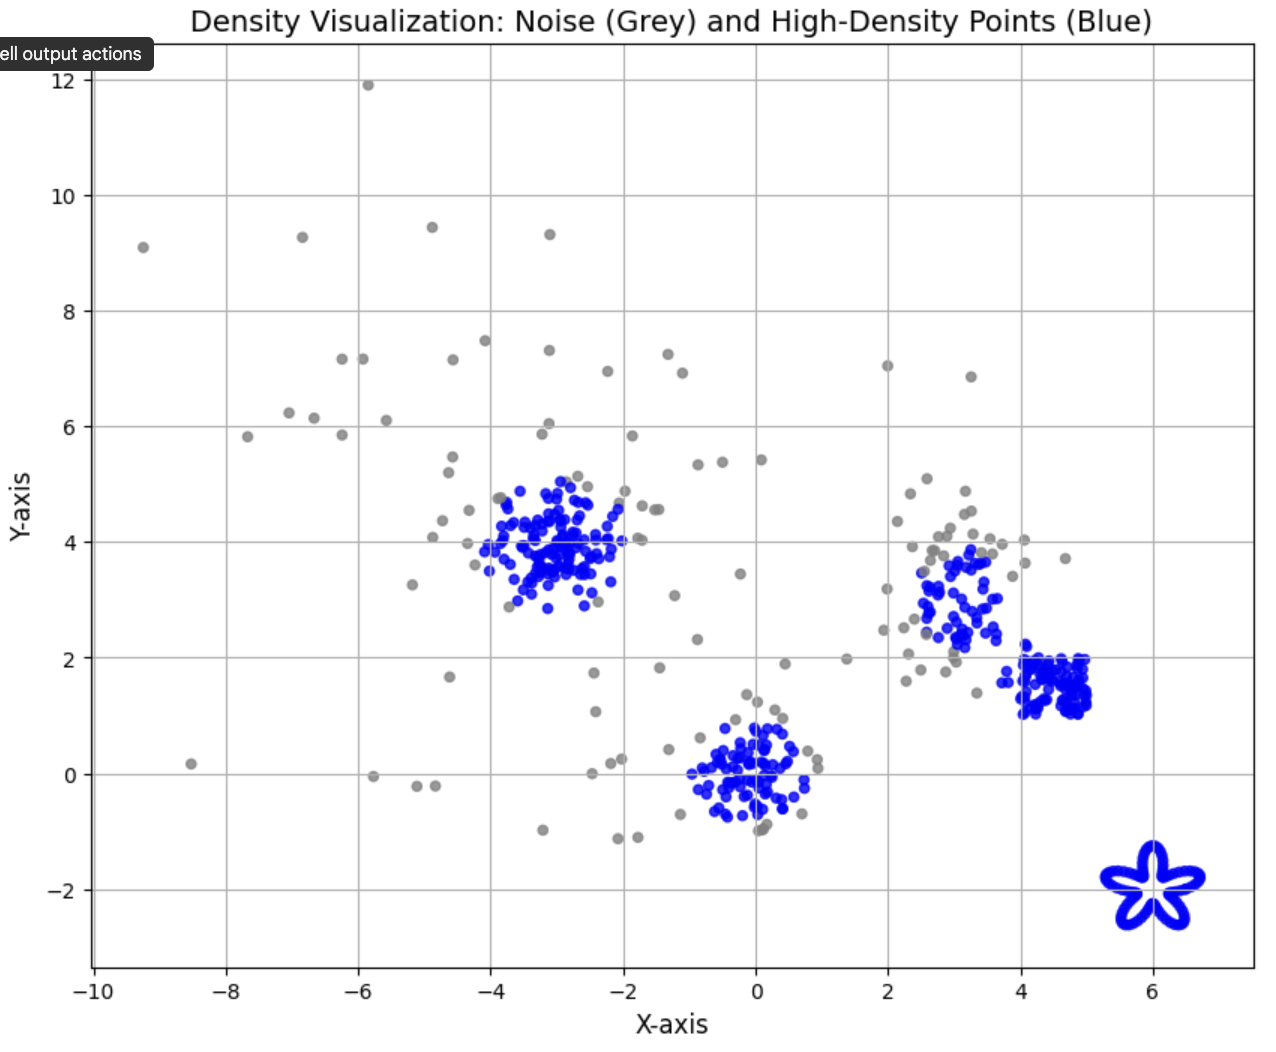 Density Visualization: Noise (Grey) and High-Density Points (Blue)
ell output actions
12
10
8
6
4
2
0
−2
Y-axis
−10 −8 −6 −4 −2 0 2 4 6
X-axis